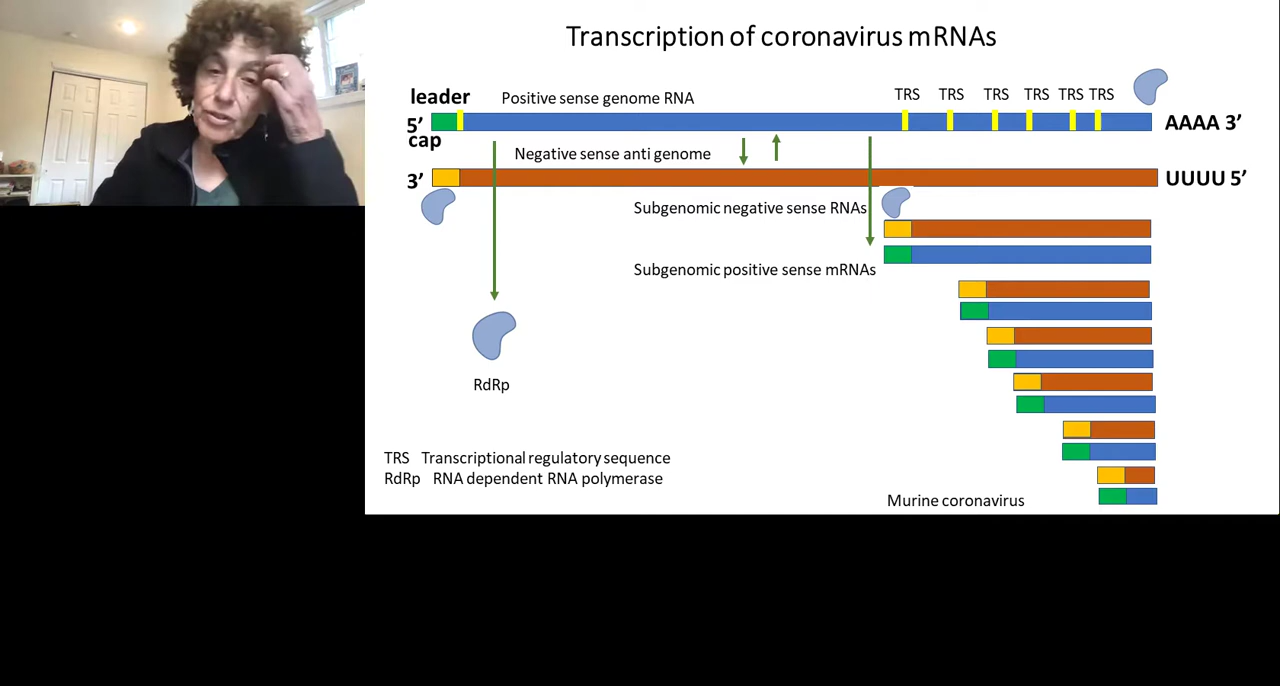 Transcription of coronavirus mRNAs
leader
Positive sense genome RNA
TRS TRS TRS TRS TRS TRS
5’
cap
AAAA 3’
Negative sense anti genome
3’
UUUU 5’
Subgenomic negative sense RNAs
Subgenomic positive sense mRNAs
RdRp
TRS Transcriptional regulatory sequence
RdRp RNA dependent RNA polymerase
Murine coronavirus